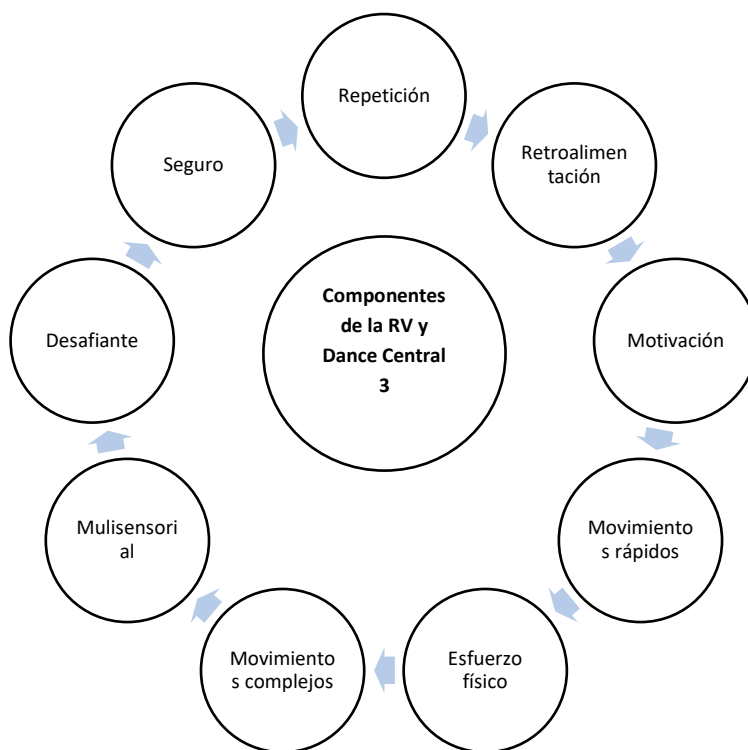 Repetición
Retroalimen
tación
Motivación
Movimiento
s rápidos
Esfuerzo
físico
Movimiento
s complejos
Mulisensori
al
Desafiante
Seguro
Componentes
de la RV y
Dance Central
3